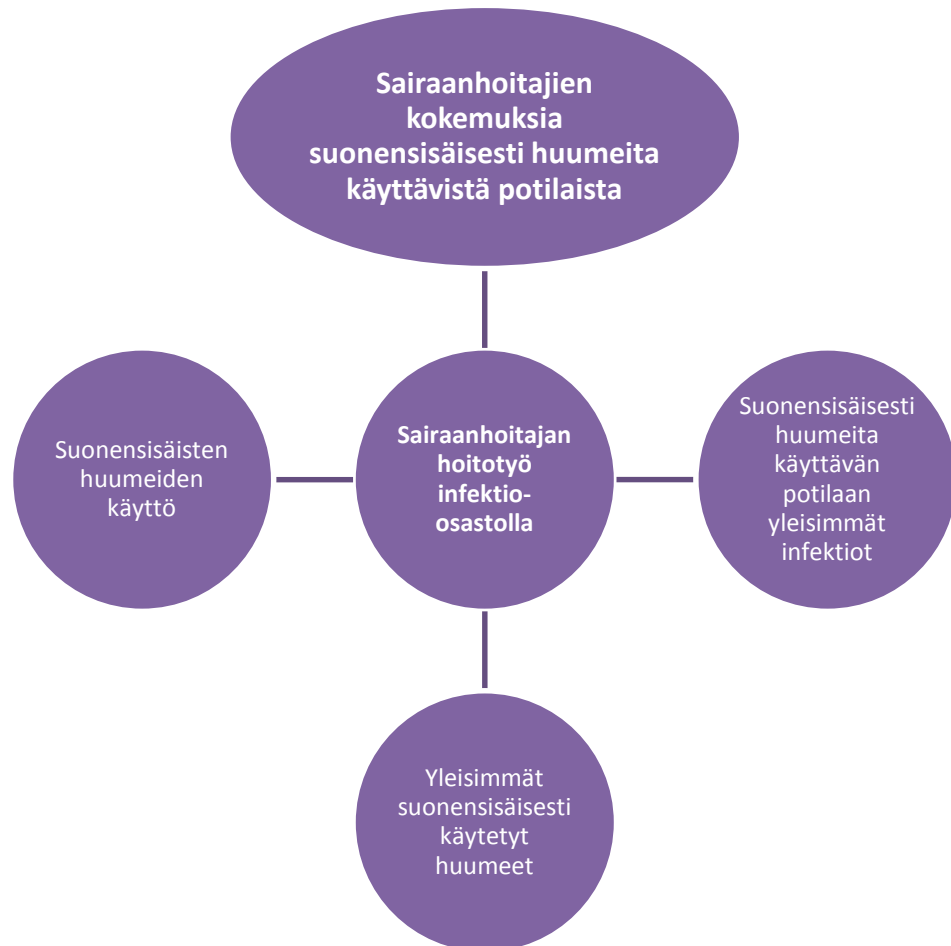 Sairaanhoitajien
kokemuksia
suonensisäisesti huumeita
käyttävistä potilaista
Suonensisäisten
huumeiden
käyttö
Sairaanhoitajan
hoitotyö
infektio-
osastolla
Suonensisäisesti
huumeita
käyttävän
potilaan
yleisimmät
infektiot
Yleisimmät
suonensisäisesti
käytetyt
huumeet